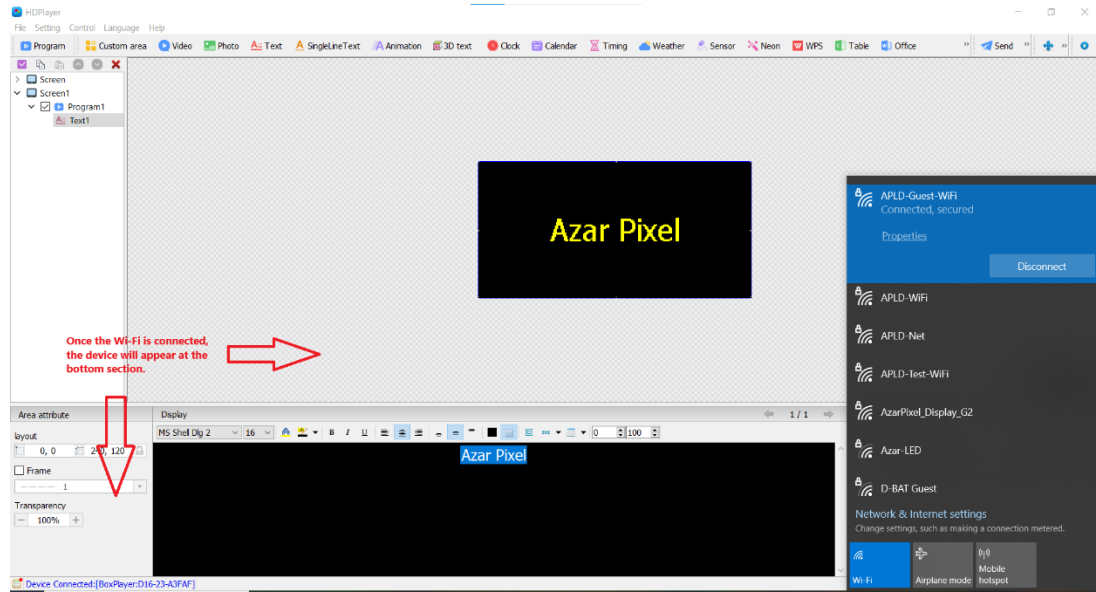 HDPlayer
File Setting Control Language Help
Program Custom area Video Photo Text SingleLineText Animation 3D text Clock Calendar Timing Weather Sensor Neon WPS Table Office » Send » »
Screen
Screen1
Program1
Text1
Azar Pixel
Once the Wi-Fi is connected,
the device will appear at the
bottom section.
Area attribute
layout
0, 0 240, 120
Frame
1
Transparency
100%
Display 1 / 1
MS Shell Dlg 2 16 B I U 0 100
Azar Pixel
Device Connected:[BoxPlayer:D16-23-A3FAF]
APLD-Guest-WiFi
Connected, secured
Properties
Disconnect
APLD-WiFi
APLD-Net
APLD-Test-WiFi
AzarPixel_Display_G2
Azar-LED
D-BAT Guest
Network & Internet settings
Change settings, such as making a connection metered.
Wi-Fi
Airplane mode
Mobile
hotspot